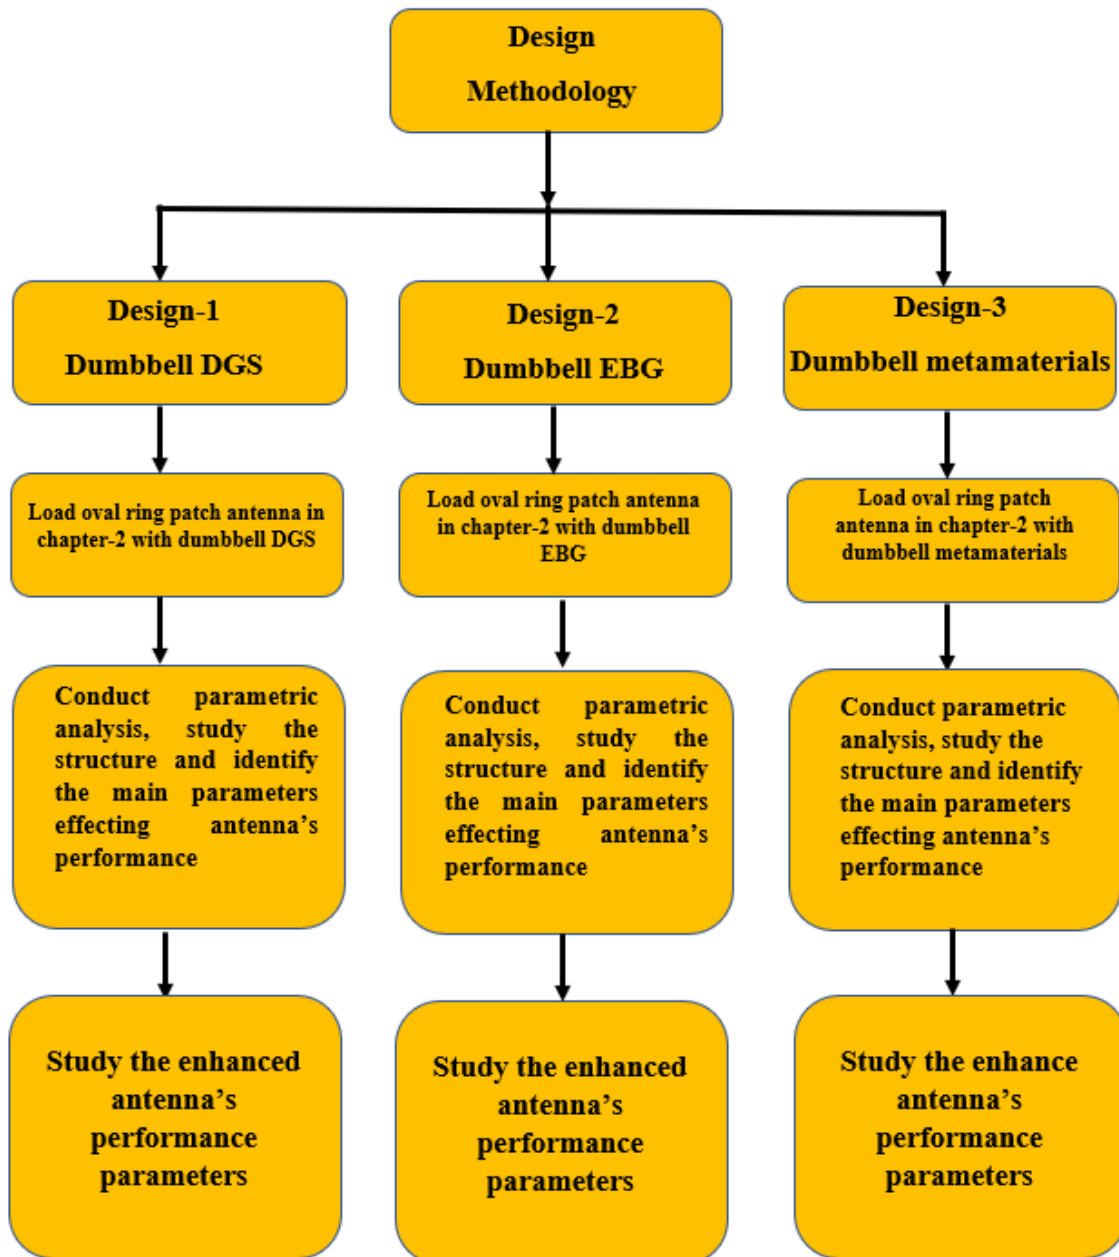 Design
Methodology
Design-1
Dumbbell DGS
Load oval ring patch antenna in
chapter-2 with dumbbell DGS
Conduct parametric
analysis, study the
structure and identify
the main parameters
effecting antenna’s
performance
Study the enhanced
antenna’s
performance
parameters
Design-2
Dumbbell EBG
Load oval ring patch antenna
in chapter-2 with dumbbell
EBG
Conduct parametric
analysis, study the
structure and identify
the main parameters
effecting antenna’s
performance
Study the enhanced
antenna’s
performance
parameters
Design-3
Dumbbell metamaterials
Load oval ring patch
antenna in chapter-2 with
dumbbell metamaterials
Conduct parametric
analysis, study the
structure and identify
the main parameters
effecting antenna’s
performance
Study the enhance
antenna’s
performance
parameters